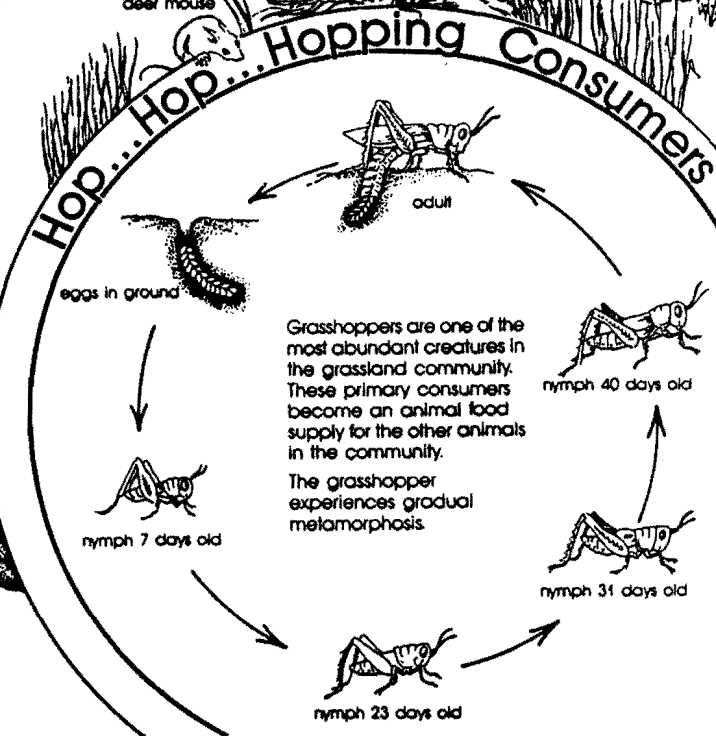 deer mouse
Hop...Hop...Hopping Consumers
adult
eggs in ground
Grasshoppers are one of the
most abundant creatures in
the grassland community.
These primary consumers
become an animal food
supply for the other animals
in the community.
The grasshopper
experiences gradual
metamorphosis.
nymph 40 days old
nymph 7 days old
nymph 31 days old
nymph 23 days old